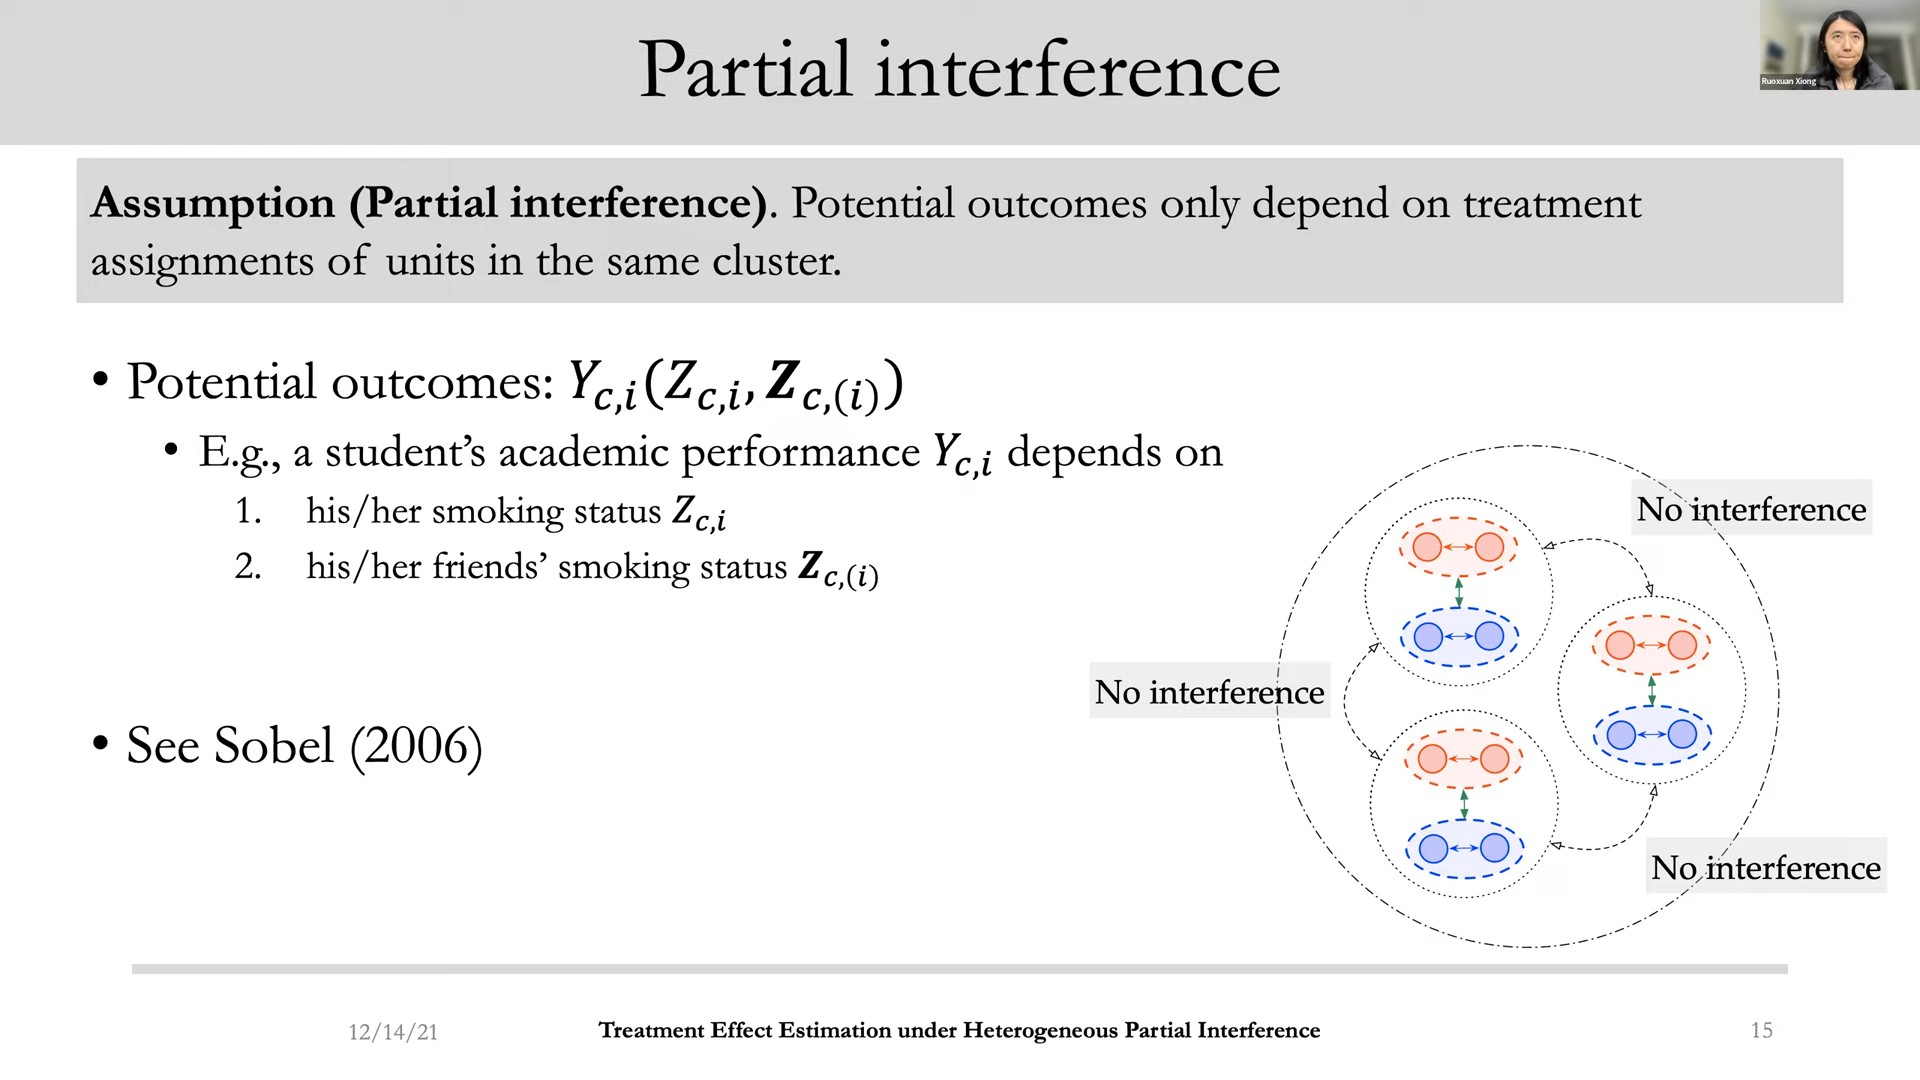 Partial interference
Ruoxuan Xiong
Assumption (Partial interference). Potential outcomes only depend on treatment
assignments of units in the same cluster.
• Potential outcomes: Y_{c,i}(Z_{c,i}, 𝒁_{c,(i)})
• E.g., a student’s academic performance Y_{c,i} depends on
1. his/her smoking status Z_{c,i}
2. his/her friends’ smoking status 𝒁_{c,(i)}
• See Sobel (2006)
No interference
No interference
No interference
12/14/21
Treatment Effect Estimation under Heterogeneous Partial Interference
15